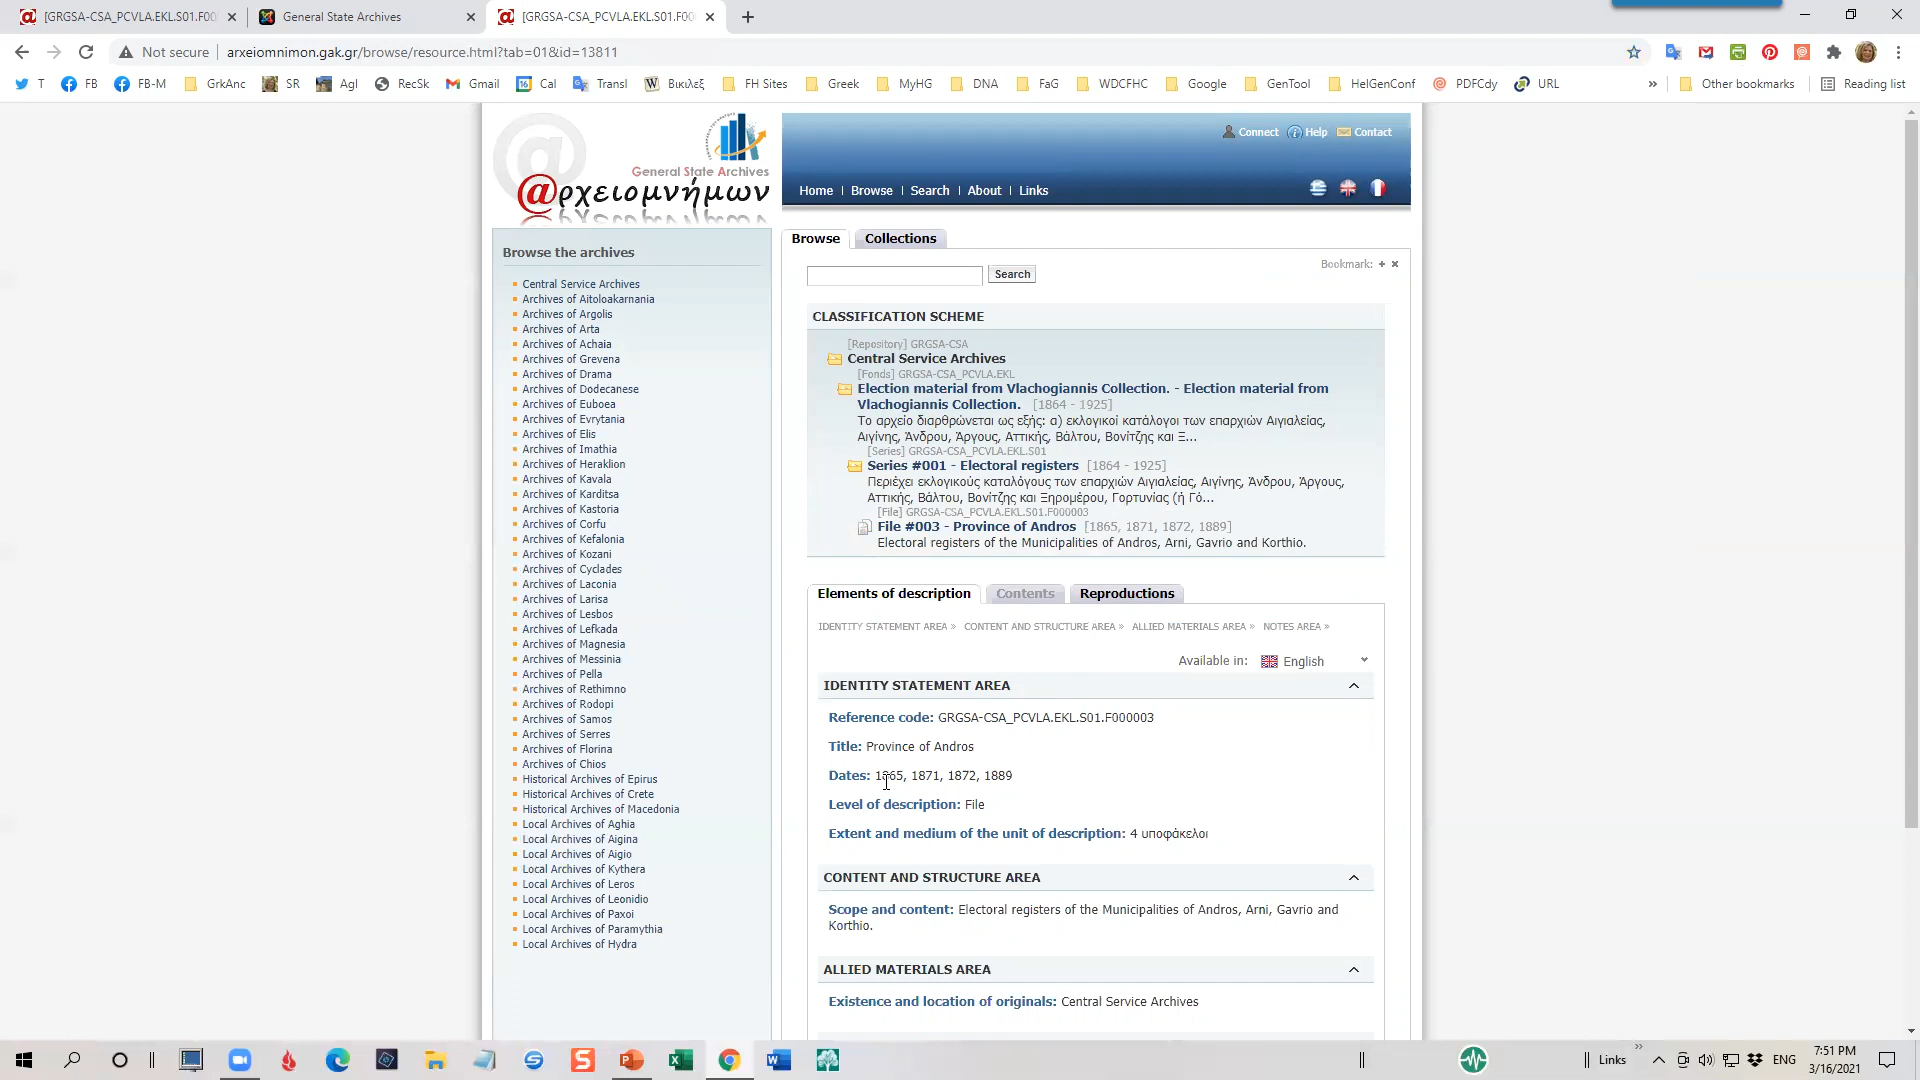 [GRGSA-CSA_PCVLA.EKL.S01.F00
General State Archives
[GRGSA-CSA_PCVLA.EKL.S01.F00
Not secure
arxeiomnimon.gak.gr/browse/resource.html?tab=01&id=13811
T
FB
FB-M
GrkAnc
SR
Agl
RecSk
Gmail
Cal
Transl
Βικιλεξ
FH Sites
Greek
MyHG
DNA
FaG
WDCFHC
Google
GenTool
HelGenConf
PDFCdy
URL
»
Other bookmarks
Reading list
General State Archives
@ρχειομνήμων
Connect
Help
Contact
Home | Browse | Search | About | Links
Browse the archives
Central Service Archives
Archives of Aitoloakarnania
Archives of Argolis
Archives of Arta
Archives of Achaia
Archives of Grevena
Archives of Drama
Archives of Dodecanese
Archives of Euboea
Archives of Evrytania
Archives of Elis
Archives of Imathia
Archives of Heraklion
Archives of Kavala
Archives of Karditsa
Archives of Kastoria
Archives of Corfu
Archives of Kefalonia
Archives of Kozani
Archives of Cyclades
Archives of Laconia
Archives of Larisa
Archives of Lesbos
Archives of Lefkada
Archives of Magnesia
Archives of Messinia
Archives of Pella
Archives of Rethimno
Archives of Rodopi
Archives of Samos
Archives of Serres
Archives of Florina
Archives of Chios
Historical Archives of Epirus
Historical Archives of Crete
Historical Archives of Macedonia
Local Archives of Aghia
Local Archives of Aigina
Local Archives of Aigio
Local Archives of Kythera
Local Archives of Leros
Local Archives of Leonidio
Local Archives of Paxoi
Local Archives of Paramythia
Local Archives of Hydra
Browse
Collections
Search
Bookmark:
CLASSIFICATION SCHEME
[Repository] GRGSA-CSA
Central Service Archives
[Fonds] GRGSA-CSA_PCVLA.EKL
Election material from Vlachogiannis Collection. - Election material from
Vlachogiannis Collection. [1864 - 1925]
Το αρχείο διαρθρώνεται ως εξής: α) εκλογικοί κατάλογοι των επαρχιών Αιγιαλείας,
Αιγίνης, Άνδρου, Άργους, Αττικής, Βάλτου, Βονίτζης και Ξ...
[Series] GRGSA-CSA_PCVLA.EKL.S01
Series #001 - Electoral registers [1864 - 1925]
Περιέχει εκλογικούς καταλόγους των επαρχιών Αιγιαλείας, Αιγίνης, Άνδρου, Άργους,
Αττικής, Βάλτου, Βονίτζης και Ξηρομέρου, Γορτυνίας (ή Γό...
[File] GRGSA-CSA_PCVLA.EKL.S01.F000003
File #003 - Province of Andros [1865, 1871, 1872, 1889]
Electoral registers of the Municipalities of Andros, Arni, Gavrio and Korthio.
Elements of description
Contents
Reproductions
IDENTITY STATEMENT AREA » CONTENT AND STRUCTURE AREA » ALLIED MATERIALS AREA » NOTES AREA »
Available in: English
IDENTITY STATEMENT AREA
Reference code: GRGSA-CSA_PCVLA.EKL.S01.F000003
Title: Province of Andros
Dates: 1865, 1871, 1872, 1889
Level of description: File
Extent and medium of the unit of description: 4 υποφάκελοι
CONTENT AND STRUCTURE AREA
Scope and content: Electoral registers of the Municipalities of Andros, Arni, Gavrio and
Korthio.
ALLIED MATERIALS AREA
Existence and location of originals: Central Service Archives
Links
»
ENG
7:51 PM
3/16/2021